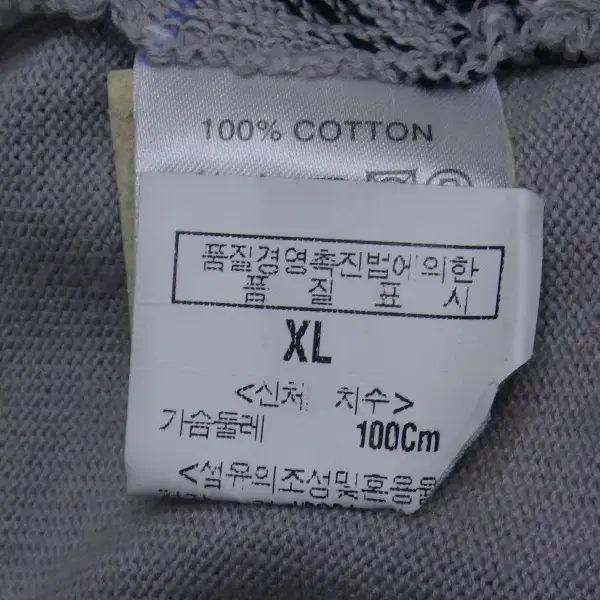 100% COTTON
품질경영촉진법에의한
품 질 표 시
XL
<신체 치수>
가슴둘레 100Cm
<섬유의조성및혼용율